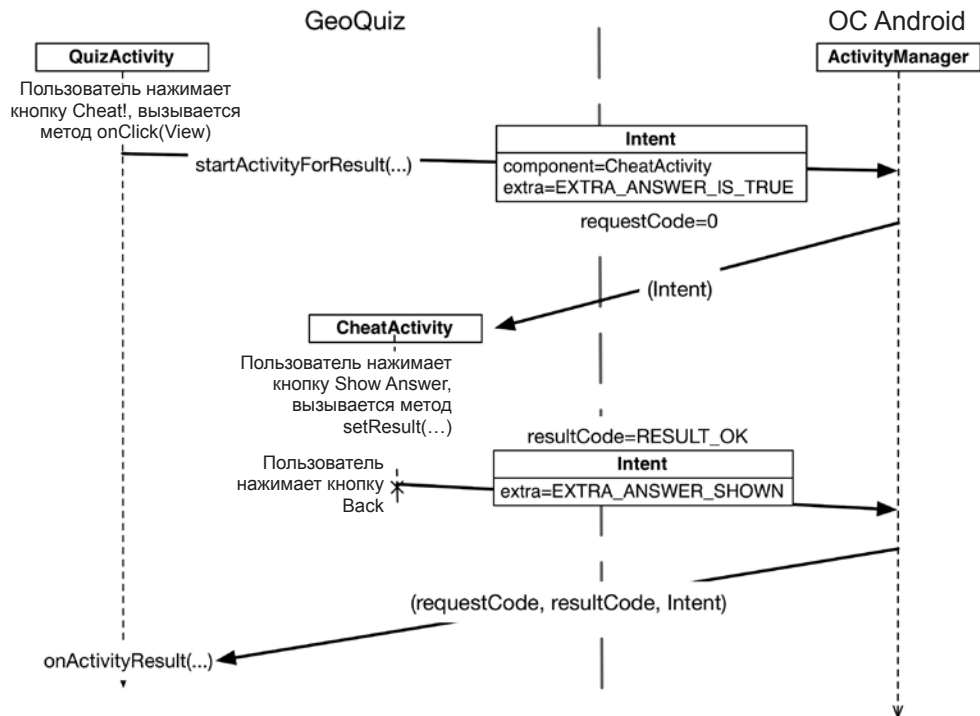 GeoQuiz
ОС Android
QuizActivity
ActivityManager
Пользователь нажимает
кнопку Cheat!, вызывается
метод onClick(View)
startActivityForResult(...)
Intent
component=CheatActivity
extra=EXTRA_ANSWER_IS_TRUE
requestCode=0
(Intent)
CheatActivity
Пользователь нажимает
кнопку Show Answer,
вызывается метод
setResult(…)
resultCode=RESULT_OK
Пользователь
нажимает кнопку
Back
Intent
extra=EXTRA_ANSWER_SHOWN
(requestCode, resultCode, Intent)
onActivityResult(...)